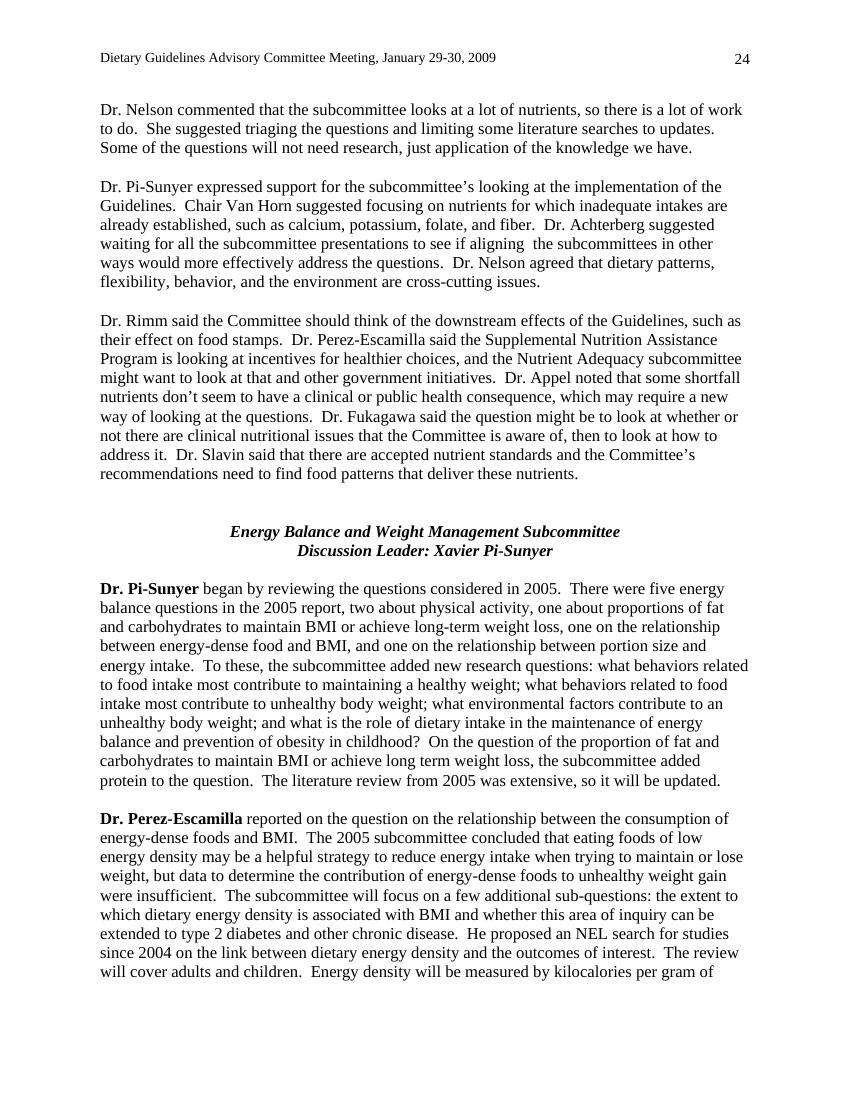 Dietary Guidelines Advisory Committee Meeting, January 29-30, 2009 24
Dr. Nelson commented that the subcommittee looks at a lot of nutrients, so there is a lot of work
to do.  She suggested triaging the questions and limiting some literature searches to updates.
Some of the questions will not need research, just application of the knowledge we have.
Dr. Pi-Sunyer expressed support for the subcommittee’s looking at the implementation of the
Guidelines.  Chair Van Horn suggested focusing on nutrients for which inadequate intakes are
already established, such as calcium, potassium, folate, and fiber.  Dr. Achterberg suggested
waiting for all the subcommittee presentations to see if aligning  the subcommittees in other
ways would more effectively address the questions.  Dr. Nelson agreed that dietary patterns,
flexibility, behavior, and the environment are cross-cutting issues.
Dr. Rimm said the Committee should think of the downstream effects of the Guidelines, such as
their effect on food stamps.  Dr. Perez-Escamilla said the Supplemental Nutrition Assistance
Program is looking at incentives for healthier choices, and the Nutrient Adequacy subcommittee
might want to look at that and other government initiatives.  Dr. Appel noted that some shortfall
nutrients don’t seem to have a clinical or public health consequence, which may require a new
way of looking at the questions.  Dr. Fukagawa said the question might be to look at whether or
not there are clinical nutritional issues that the Committee is aware of, then to look at how to
address it.  Dr. Slavin said that there are accepted nutrient standards and the Committee’s
recommendations need to find food patterns that deliver these nutrients.
Energy Balance and Weight Management Subcommittee
Discussion Leader: Xavier Pi-Sunyer
Dr. Pi-Sunyer began by reviewing the questions considered in 2005.  There were five energy
balance questions in the 2005 report, two about physical activity, one about proportions of fat
and carbohydrates to maintain BMI or achieve long-term weight loss, one on the relationship
between energy-dense food and BMI, and one on the relationship between portion size and
energy intake.  To these, the subcommittee added new research questions: what behaviors related
to food intake most contribute to maintaining a healthy weight; what behaviors related to food
intake most contribute to unhealthy body weight; what environmental factors contribute to an
unhealthy body weight; and what is the role of dietary intake in the maintenance of energy
balance and prevention of obesity in childhood?  On the question of the proportion of fat and
carbohydrates to maintain BMI or achieve long term weight loss, the subcommittee added
protein to the question.  The literature review from 2005 was extensive, so it will be updated.
Dr. Perez-Escamilla reported on the question on the relationship between the consumption of
energy-dense foods and BMI.  The 2005 subcommittee concluded that eating foods of low
energy density may be a helpful strategy to reduce energy intake when trying to maintain or lose
weight, but data to determine the contribution of energy-dense foods to unhealthy weight gain
were insufficient.  The subcommittee will focus on a few additional sub-questions: the extent to
which dietary energy density is associated with BMI and whether this area of inquiry can be
extended to type 2 diabetes and other chronic disease.  He proposed an NEL search for studies
since 2004 on the link between dietary energy density and the outcomes of interest.  The review
will cover adults and children.  Energy density will be measured by kilocalories per gram of